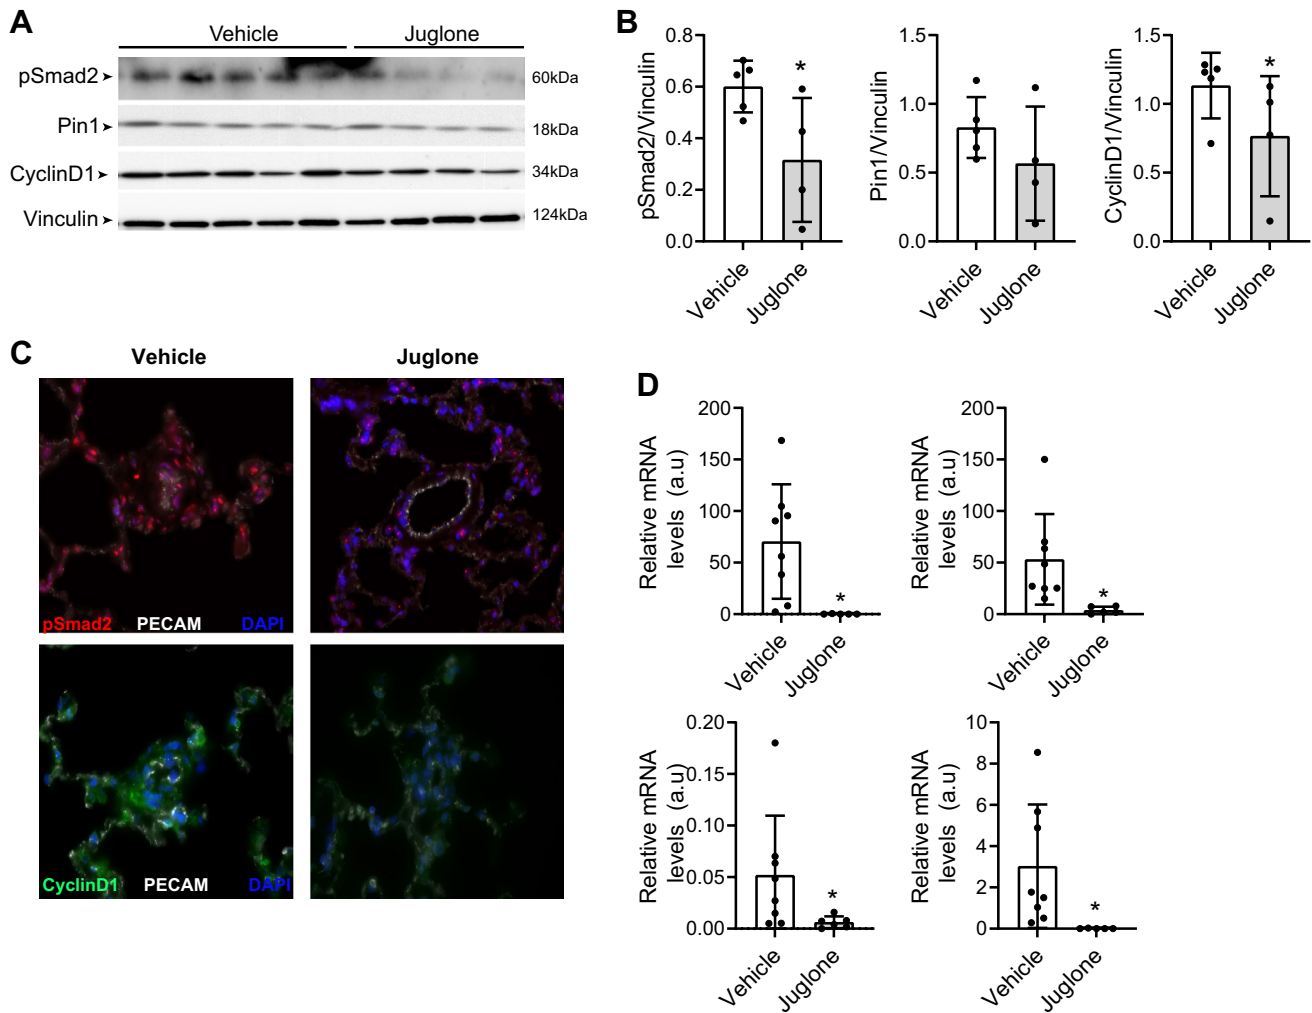 A
Vehicle
Juglone
pSmad2
60kDa
Pin1
18kDa
CyclinD1
34kDa
Vinculin
124kDa
B
pSmad2/Vinculin
0.8
0.6
0.4
0.2
0.0
*
Vehicle
Juglone
Pin1/Vinculin
1.5
1.0
0.5
0.0
Vehicle
Juglone
CyclinD1/Vinculin
1.5
1.0
0.5
0.0
*
Vehicle
Juglone
C
Vehicle
Juglone
pSmad2 PECAM DAPI
CyclinD1 PECAM DAPI
D
Relative mRNA
levels (a.u)
200
150
100
50
0
*
Vehicle
Juglone
Relative mRNA
levels (a.u)
200
150
100
50
0
*
Vehicle
Juglone
Relative mRNA
levels (a.u)
0.20
0.15
0.10
0.05
0.00
*
Vehicle
Juglone
Relative mRNA
levels (a.u)
10
8
6
4
2
0
*
Vehicle
Juglone